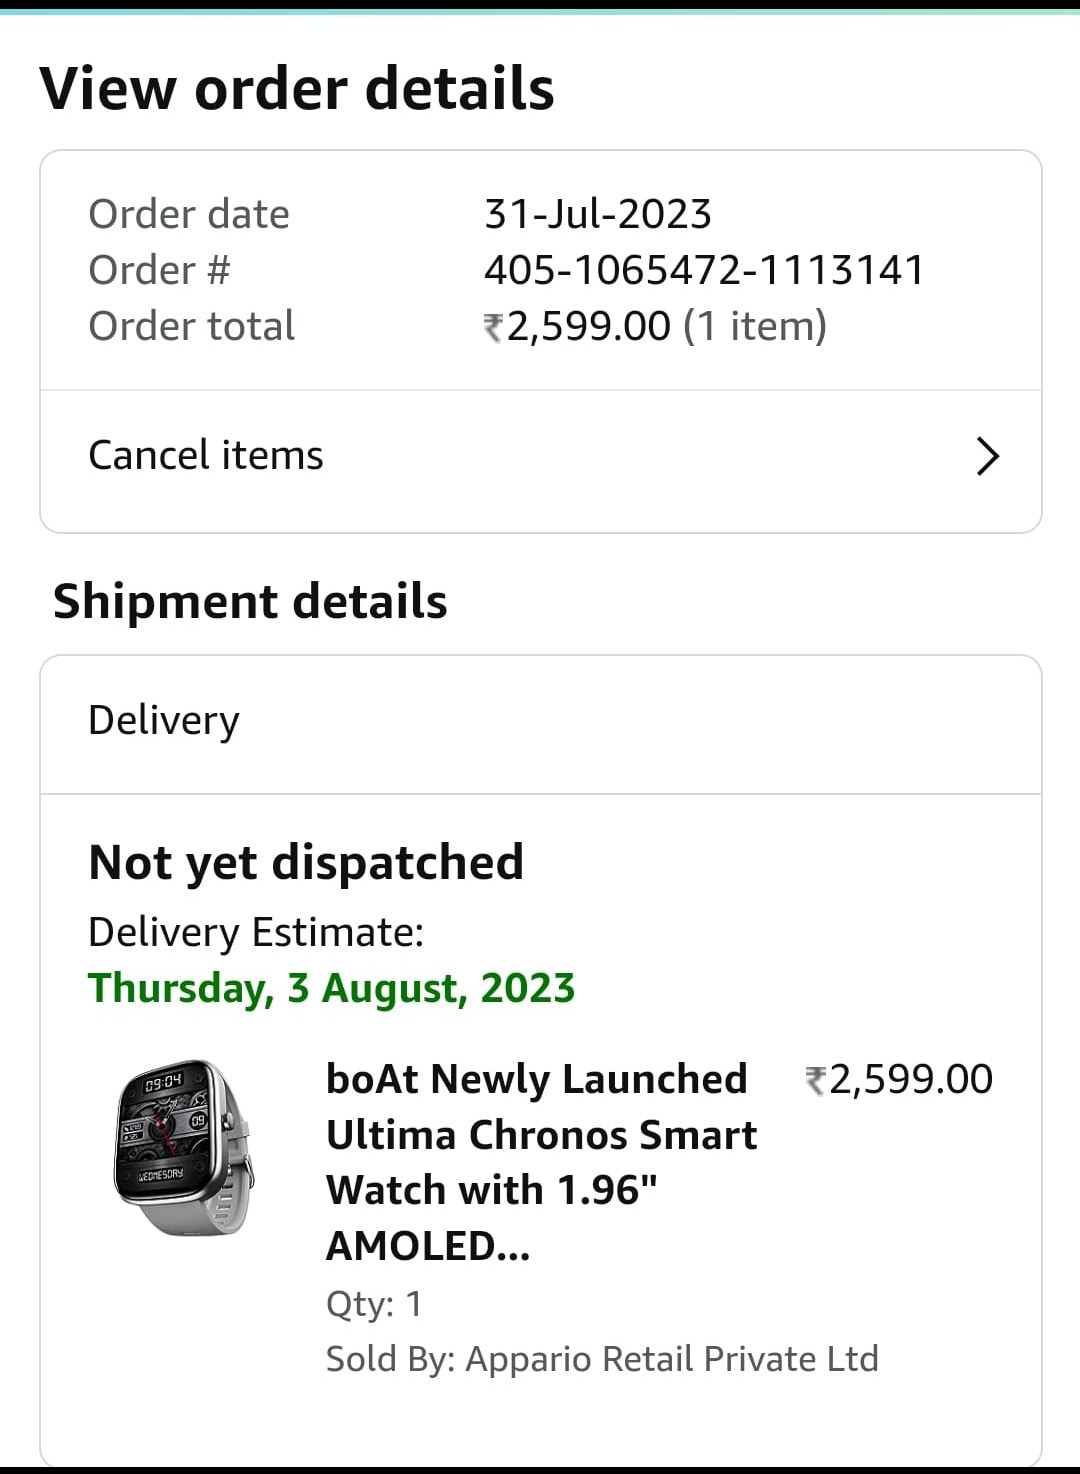 View order details
Order date 31-Jul-2023
Order # 405-1065472-1113141
Order total ₹2,599.00 (1 item)
Cancel items
Shipment details
Delivery
Not yet dispatched
Delivery Estimate:
Thursday, 3 August, 2023
boAt Newly Launched ₹2,599.00
Ultima Chronos Smart
Watch with 1.96"
AMOLED...
Qty: 1
Sold By: Appario Retail Private Ltd
09:04
09
WEDNESDAY